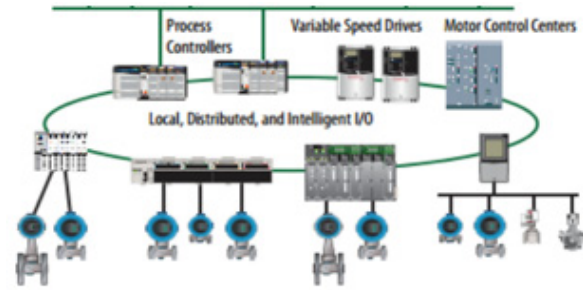 Process
Controllers
Variable Speed Drives
Motor Control Centers
Local, Distributed, and Intelligent I/O